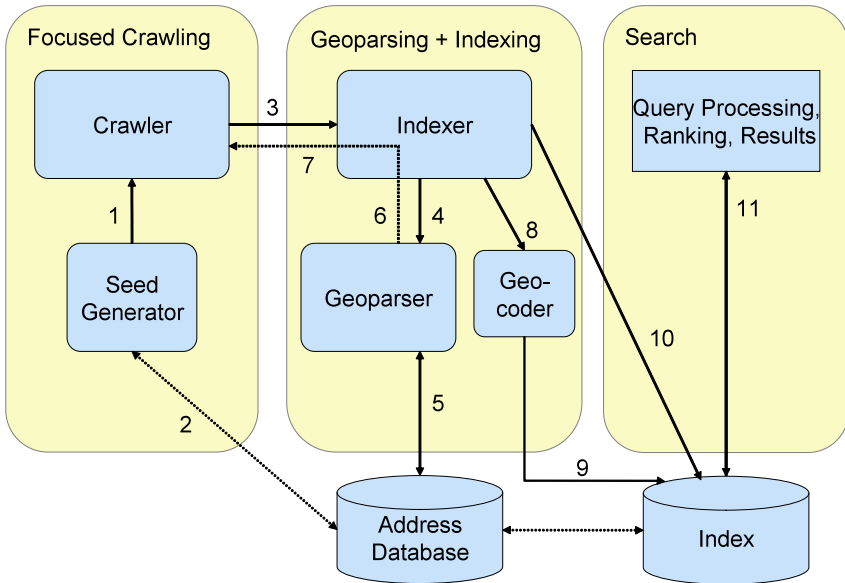 Focused Crawling
Geoparsing + Indexing
Search
Crawler
3
Indexer
Query Processing,
Ranking, Results
7
1
6
4
8
11
Seed
Generator
Geoparser
Geo-
coder
10
2
5
9
Address
Database
Index